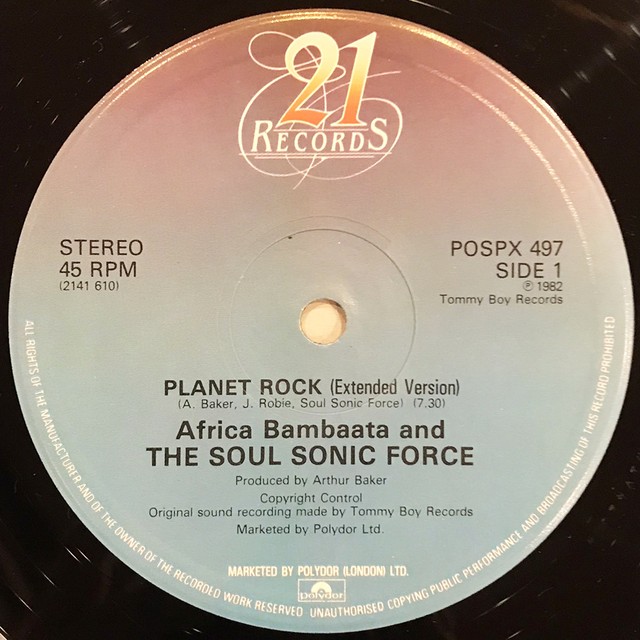 21
RECORDS
STEREO
45 RPM
(2141 610)
POSPX 497
SIDE 1
℗ 1982
Tommy Boy Records
PLANET ROCK (Extended Version)
(A. Baker, J. Robie, Soul Sonic Force) (7.30)
Africa Bambaata and
THE SOUL SONIC FORCE
Produced by Arthur Baker
Copyright Control
Original sound recording made by Tommy Boy Records
Marketed by Polydor Ltd.
MARKETED BY POLYDOR (LONDON) LTD.
polydor
ALL RIGHTS OF THE MANUFACTURER AND OF THE OWNER OF THE RECORDED WORK RESERVED UNAUTHORISED COPYING PUBLIC PERFORMANCE AND BROADCASTING OF THIS RECORD PROHIBITED